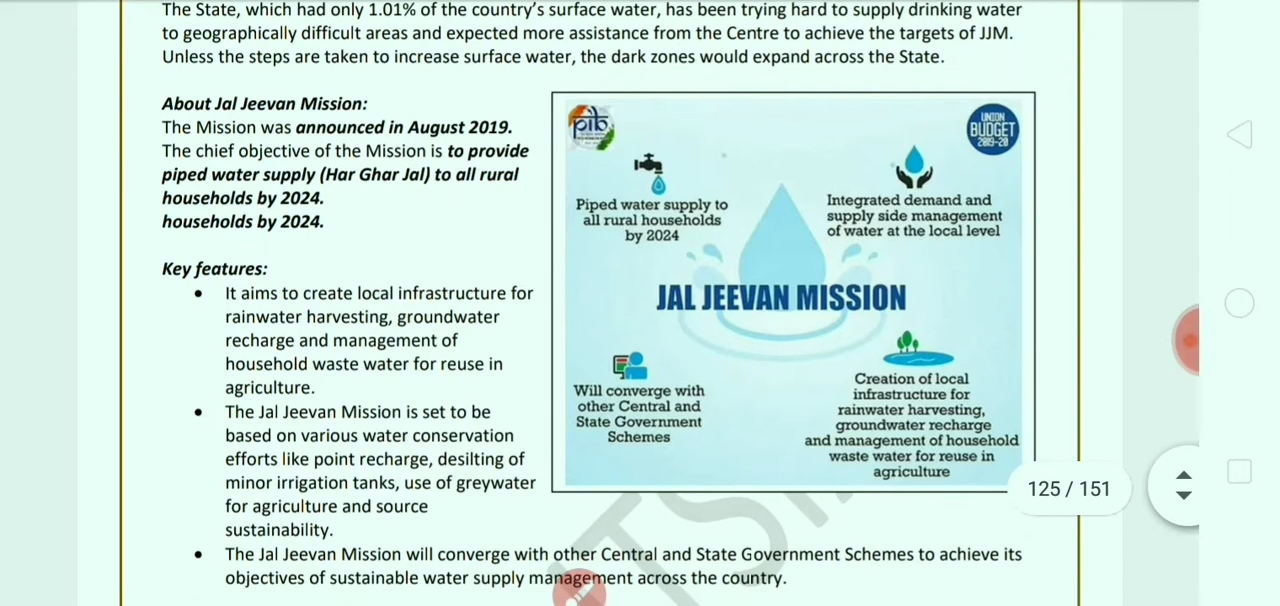 The State, which had only 1.01% of the country's surface water, has been trying hard to supply drinking water
to geographically difficult areas and expected more assistance from the Centre to achieve the targets of JJM.
Unless the steps are taken to increase surface water, the dark zones would expand across the State.
About Jal Jeevan Mission:
The Mission was announced in August 2019.
The chief objective of the Mission is to provide
piped water supply (Har Ghar Jal) to all rural
households by 2024.
households by 2024.
Key features:
• It aims to create local infrastructure for
rainwater harvesting, groundwater
recharge and management of
household waste water for reuse in
agriculture.
• The Jal Jeevan Mission is set to be
based on various water conservation
efforts like point recharge, desilting of
minor irrigation tanks, use of greywater
for agriculture and source
sustainability.
• The Jal Jeevan Mission will converge with other Central and State Government Schemes to achieve its
objectives of sustainable water supply management across the country.
pib
UNION
BUDGET
2019-20
Piped water supply to
all rural households
by 2024
Integrated demand and
supply side management
of water at the local level
JAL JEEVAN MISSION
Will converge with
other Central and
State Government
Schemes
Creation of local
infrastructure for
rainwater harvesting,
groundwater recharge
and management of household
waste water for reuse in
agriculture
125 / 151